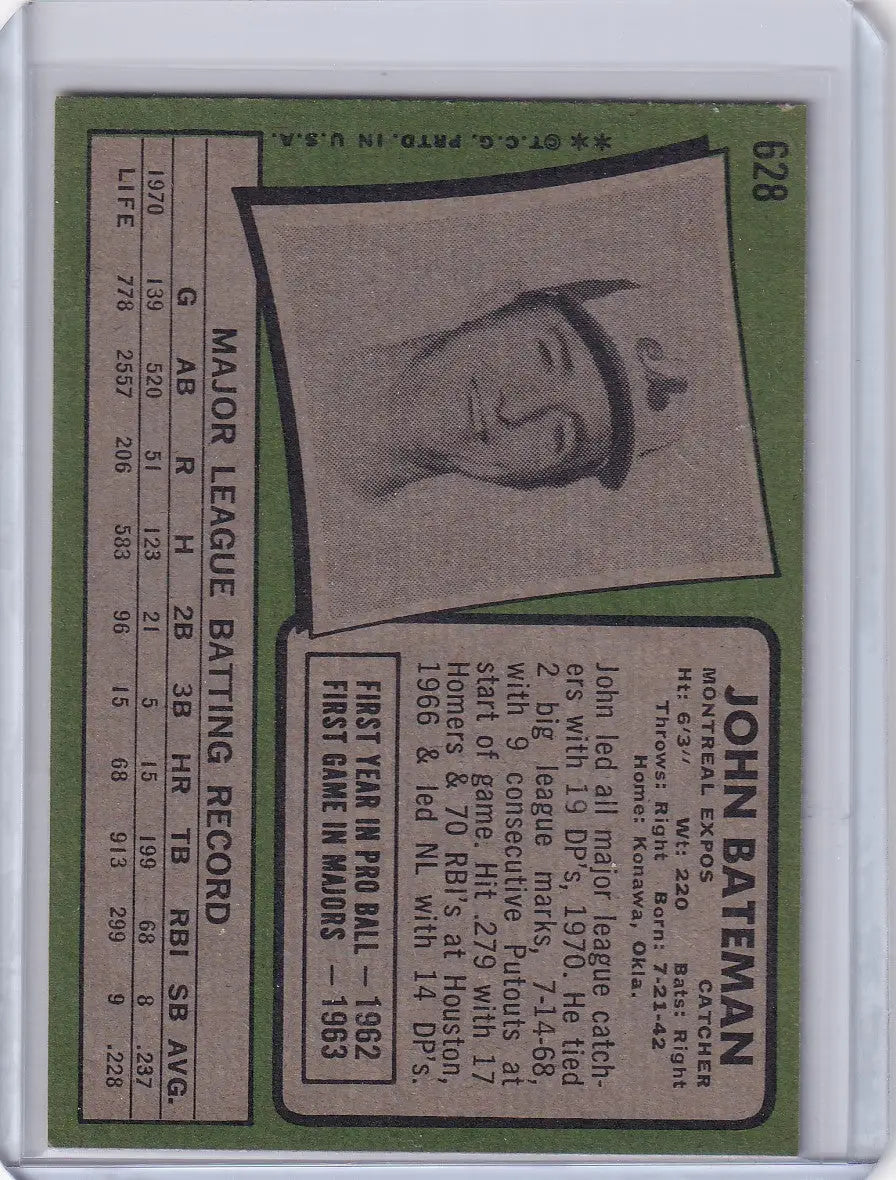 628
JOHN BATEMAN
MONTREAL EXPOS CATCHER
Ht: 6'3" Wt: 220 Bats: Right
Throws: Right Born: 7-21-42
Home: Konawa, Okla.
John led all major league catch-
ers with 19 DP's, 1970. He tied
2 big league marks, 7-14-68,
with 9 consecutive Putouts at
start of game. Hit .279 with 17
Homers & 70 RBI's at Houston,
1966 & led NL with 14 DP's.
FIRST YEAR IN PRO BALL — 1962
FIRST GAME IN MAJORS — 1963
**©T.C.G. PRTD. IN U.S.A.
MAJOR LEAGUE BATTING RECORD
G AB R H 2B 3B HR TB RBI SB AVG.
1970 139 520 51 123 21 5 15 199 68 8 .237
LIFE 778 2557 206 583 96 15 68 913 299 9 .228